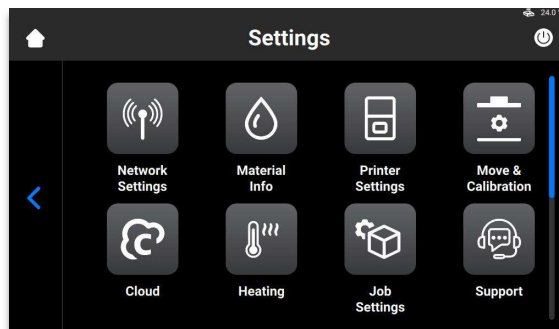 24.0
Settings
Network
Settings
Material
Info
Printer
Settings
Move &
Calibration
C
Cloud
Heating
Job
Settings
Support